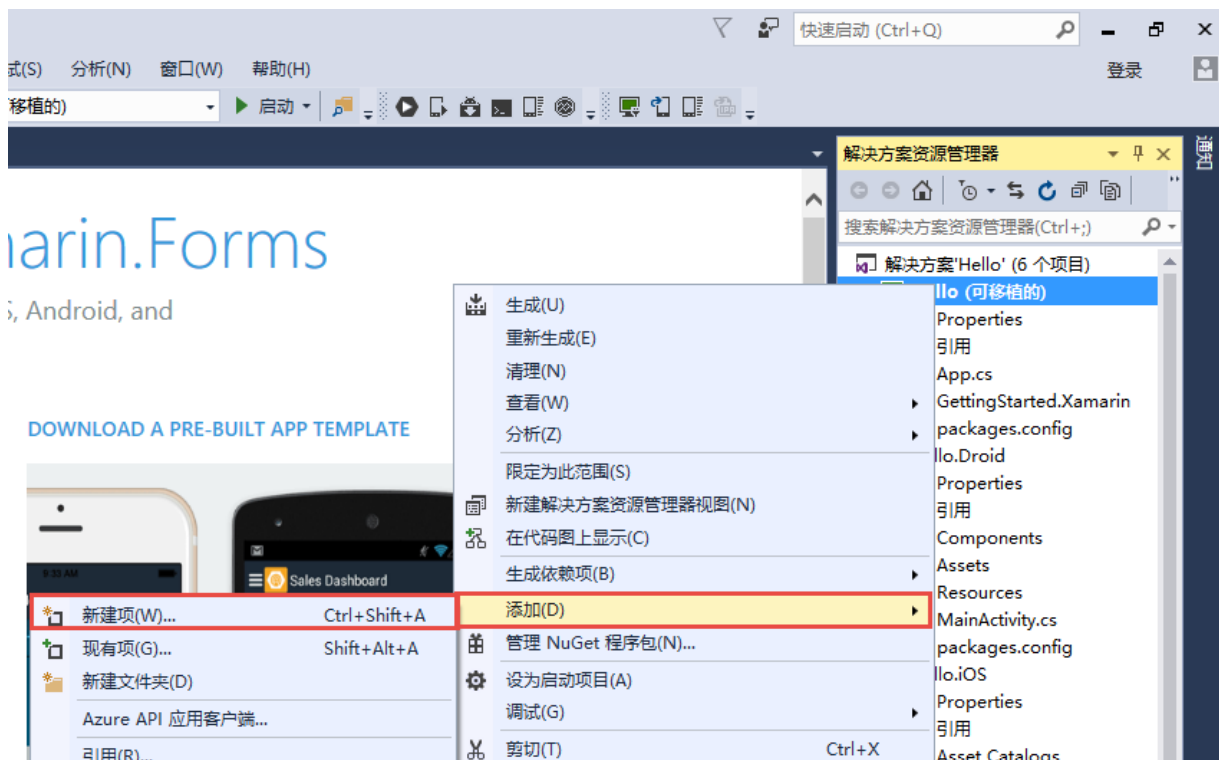 快速启动 (Ctrl+Q)
试(S) 分析(N) 窗口(W) 帮助(H)
登录
可移植的)
启动
解决方案资源管理器
通知
搜索解决方案资源管理器(Ctrl+;)
解决方案'Hello' (6 个项目)
llo (可移植的)
Properties
引用
App.cs
GettingStarted.Xamarin
packages.config
llo.Droid
Properties
引用
Components
Assets
Resources
MainActivity.cs
packages.config
llo.iOS
Properties
引用
Asset Catalogs
marin.Forms
S, Android, and
DOWNLOAD A PRE-BUILT APP TEMPLATE
9:33 AM
Sales Dashboard
生成(U)
重新生成(E)
清理(N)
查看(W)
分析(Z)
限定为此范围(S)
新建解决方案资源管理器视图(N)
在代码图上显示(C)
生成依赖项(B)
添加(D)
管理 NuGet 程序包(N)...
设为启动项目(A)
调试(G)
剪切(T) Ctrl+X
新建项(W)... Ctrl+Shift+A
现有项(G)... Shift+Alt+A
新建文件夹(D)
Azure API 应用客户端...
引用(R)...